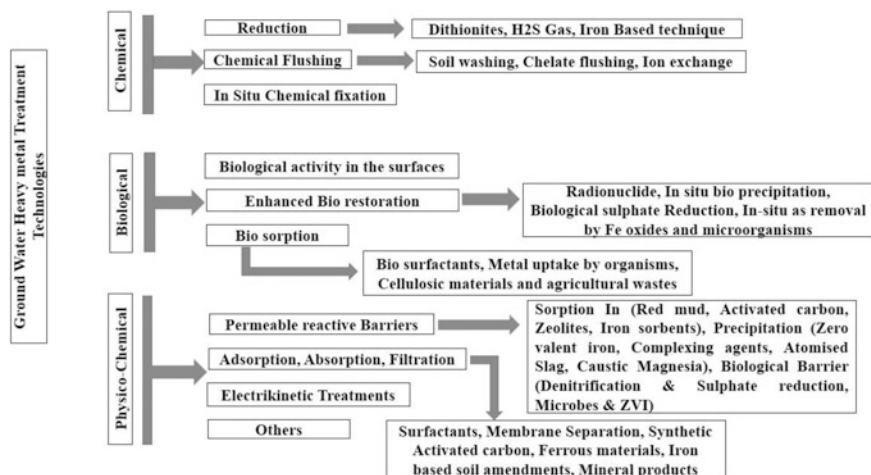 Ground Water Heavy metal Treatment
Technologies
Chemical
Reduction
Dithionites, H2S Gas, Iron Based technique
Chemical Flushing
Soil washing, Chelate flushing, Ion exchange
In Situ Chemical fixation
Biological
Biological activity in the surfaces
Enhanced Bio restoration
Radionuclide, In situ bio precipitation,
Biological sulphate Reduction, In-situ as removal
by Fe oxides and microorganisms
Bio sorption
Bio surfactants, Metal uptake by organisms,
Cellulosic materials and agricultural wastes
Physico-Chemical
Permeable reactive Barriers
Sorption In (Red mud, Activated carbon,
Zeolites, Iron sorbents), Precipitation (Zero
valent iron, Complexing agents, Atomised
Slag, Caustic Magnesia), Biological Barrier
(Denitrification & Sulphate reduction,
Microbes & ZVI)
Adsorption, Absorption, Filtration
Surfactants, Membrane Separation, Synthetic
Activated carbon, Ferrous materials, Iron
based soil amendments, Mineral products
Electrikinetic Treatments
Others